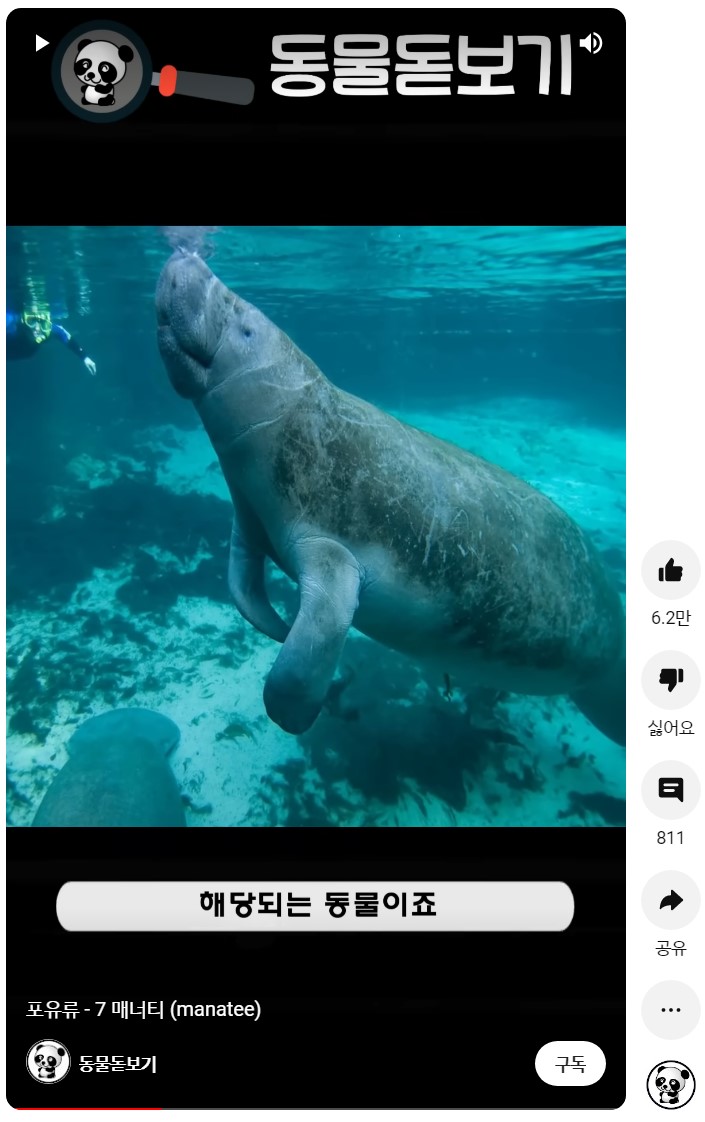 동물돋보기
해당되는 동물이죠
포유류 - 7 매너티 (manatee)
동물돋보기
구독
6.2만
싫어요
811
공유